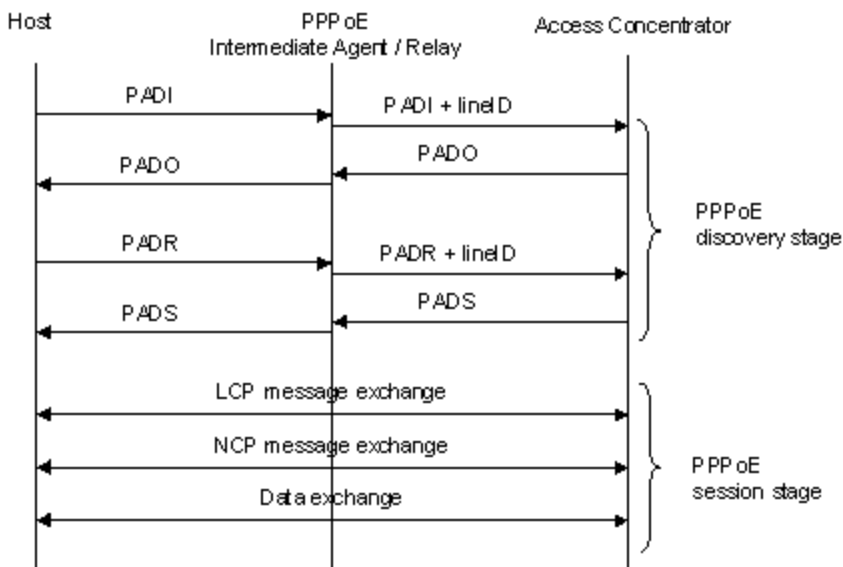 Host
PPPoE
Intermediate Agent / Relay
Access Concentrator
PADI
PADI + lineID
PADO
PADO
PPPoE
discovery stage
PADR
PADR + lineID
PADS
PADS
LCP message exchange
NCP message exchange
Data exchange
PPPoE
session stage